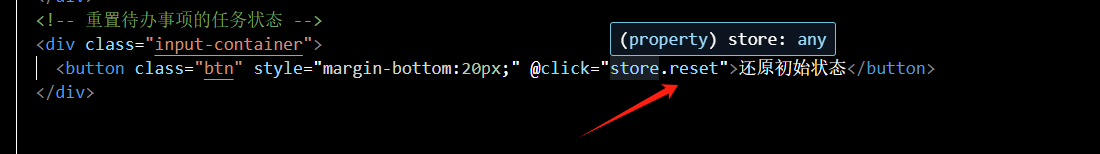 <!-- 重置待办事项的任务状态 -->
<div class="input-container">
(property) store: any
<button class="btn" style="margin-bottom:20px;" @click="store.reset">还原初始状态</button>
</div>